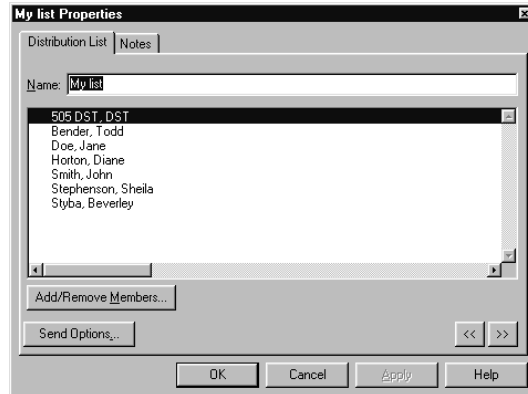 My list Properties
Distribution List Notes
Name: My list
505 DST, DST
Bender, Todd
Doe, Jane
Horton, Diane
Smith, John
Stephenson, Sheila
Styba, Beverley
Add/Remove Members...
Send Options... << >>
OK Cancel Apply Help